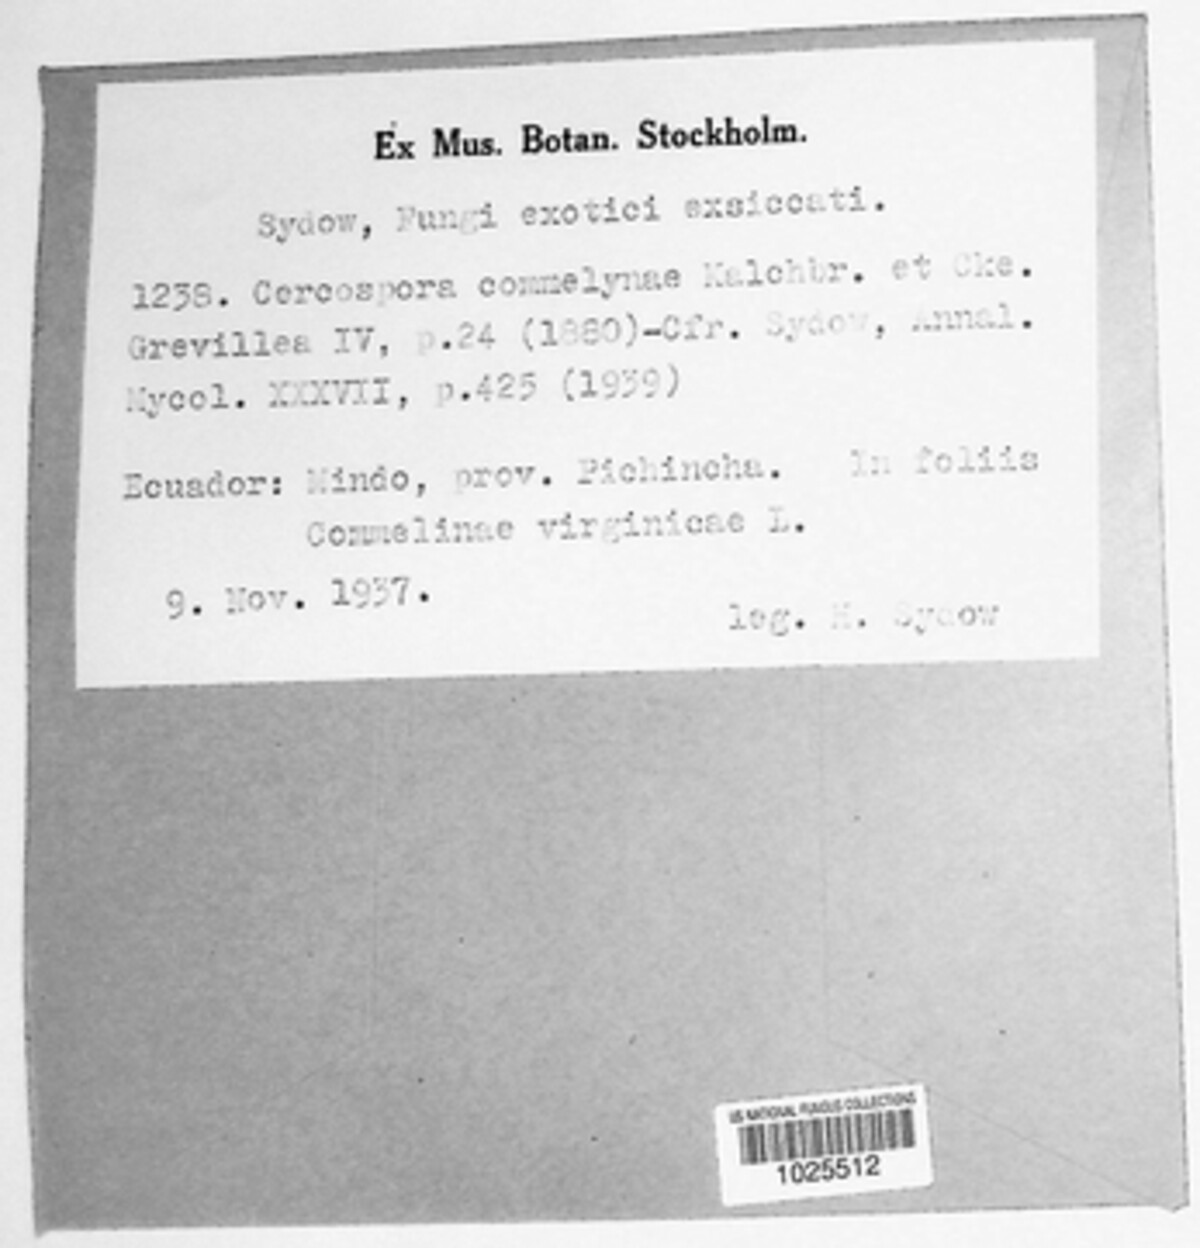 Ex Mus. Botan. Stockholm.
Sydow, Fungi exotici exsiccati.
1238. Cercospora commelynae Kalchbr. et Cke.
Grevillea IV, p.24 (1880)-Cfr. Sydow, Annal.
Mycol. XXXVII, p.425 (1939)
Ecuador: Mindo, prov. Pichincha. In foliis
Commelinae virginicae L.
9. Nov. 1937.
leg. H. Sydow
US NATIONAL FUNGUS COLLECTIONS
1025512